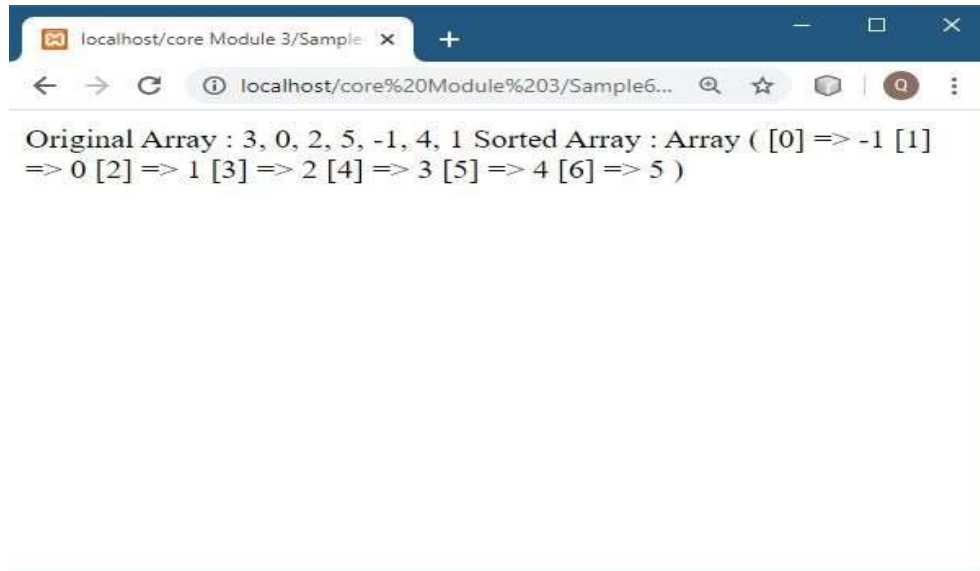 localhost/core Module 3/Sample
localhost/core%20Module%203/Sample6...
Q
Original Array : 3, 0, 2, 5, -1, 4, 1 Sorted Array : Array ( [0] => -1 [1]
=> 0 [2] => 1 [3] => 2 [4] => 3 [5] => 4 [6] => 5 )